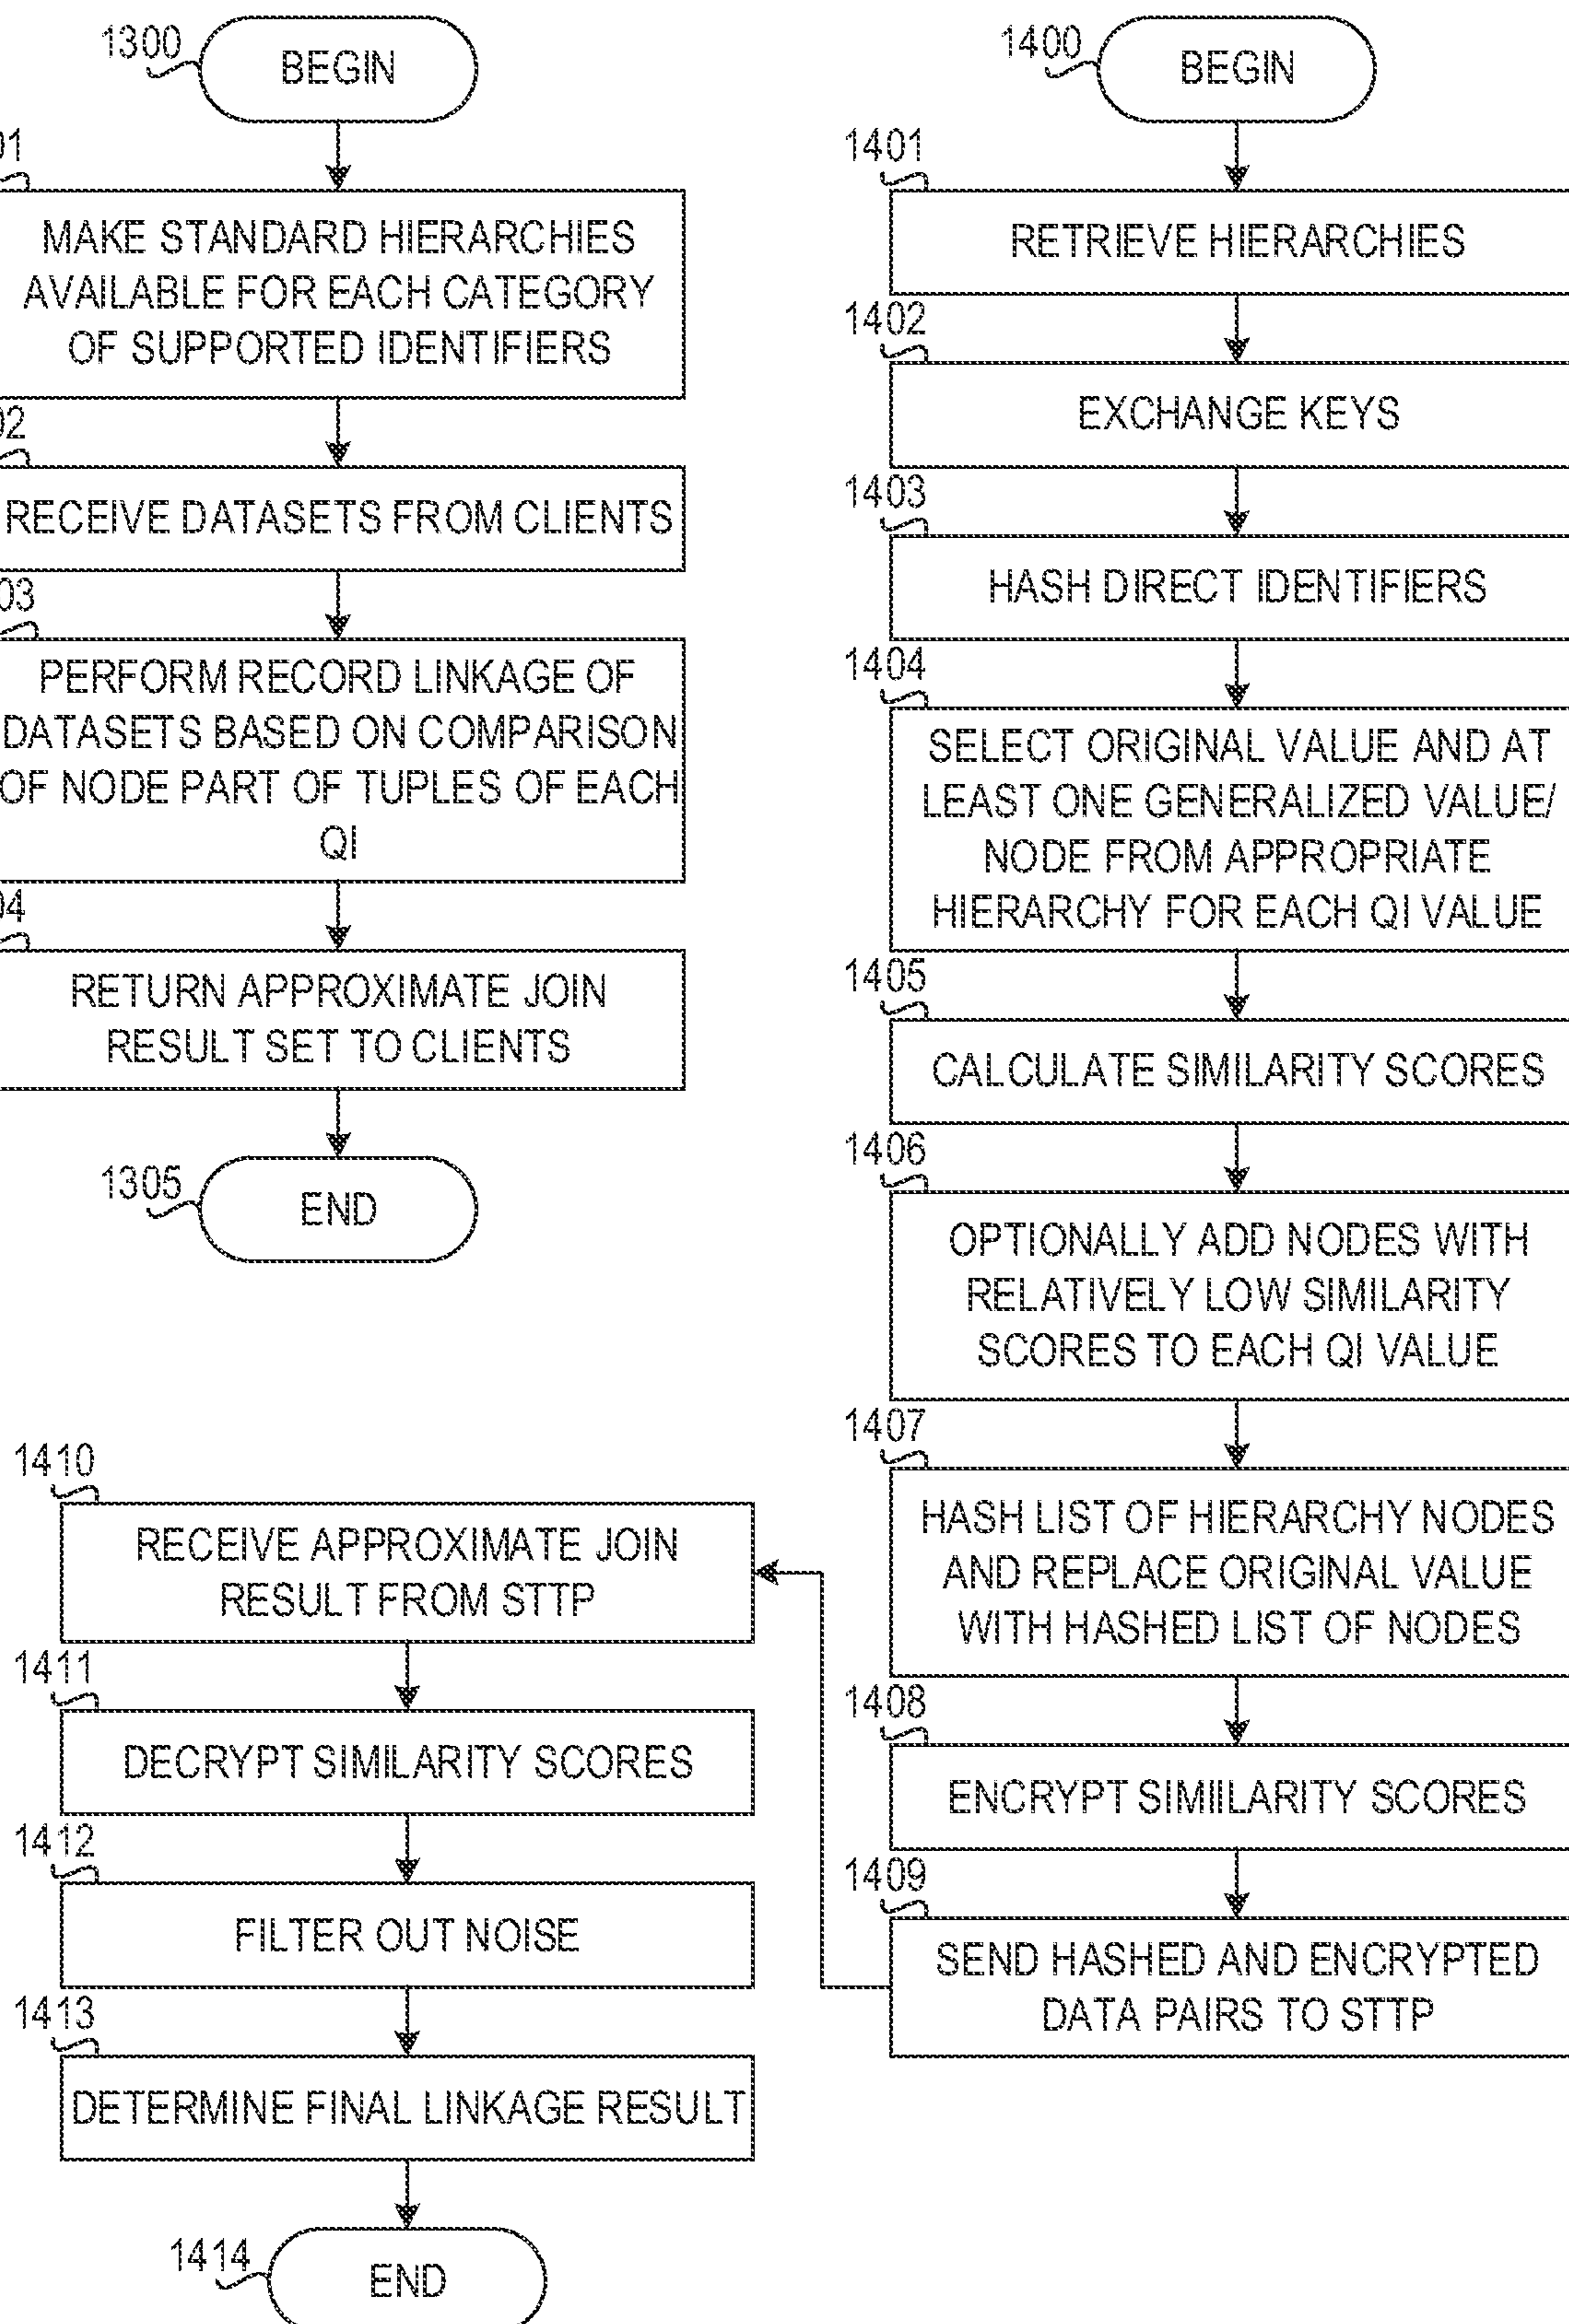 1300
BEGIN
01
MAKE STANDARD HIERARCHIES
AVAILABLE FOR EACH CATEGORY
OF SUPPORTED IDENTIFIERS
02
RECEIVE DATASETS FROM CLIENTS
03
PERFORM RECORD LINKAGE OF
DATASETS BASED ON COMPARISON
OF NODE PART OF TUPLES OF EACH
QI
04
RETURN APPROXIMATE JOIN
RESULT SET TO CLIENTS
1305
END
1400
BEGIN
1401
RETRIEVE HIERARCHIES
1402
EXCHANGE KEYS
1403
HASH DIRECT IDENTIFIERS
1404
SELECT ORIGINAL VALUE AND AT
LEAST ONE GENERALIZED VALUE/
NODE FROM APPROPRIATE
HIERARCHY FOR EACH QI VALUE
1405
CALCULATE SIMILARITY SCORES
1406
OPTIONALLY ADD NODES WITH
RELATIVELY LOW SIMILARITY
SCORES TO EACH QI VALUE
1407
HASH LIST OF HIERARCHY NODES
AND REPLACE ORIGINAL VALUE
WITH HASHED LIST OF NODES
1408
ENCRYPT SIMIILARITY SCORES
1409
SEND HASHED AND ENCRYPTED
DATA PAIRS TO STTP
1410
RECEIVE APPROXIMATE JOIN
RESULT FROM STTP
1411
DECRYPT SIMILARITY SCORES
1412
FILTER OUT NOISE
1413
DETERMINE FINAL LINKAGE RESULT
1414
END